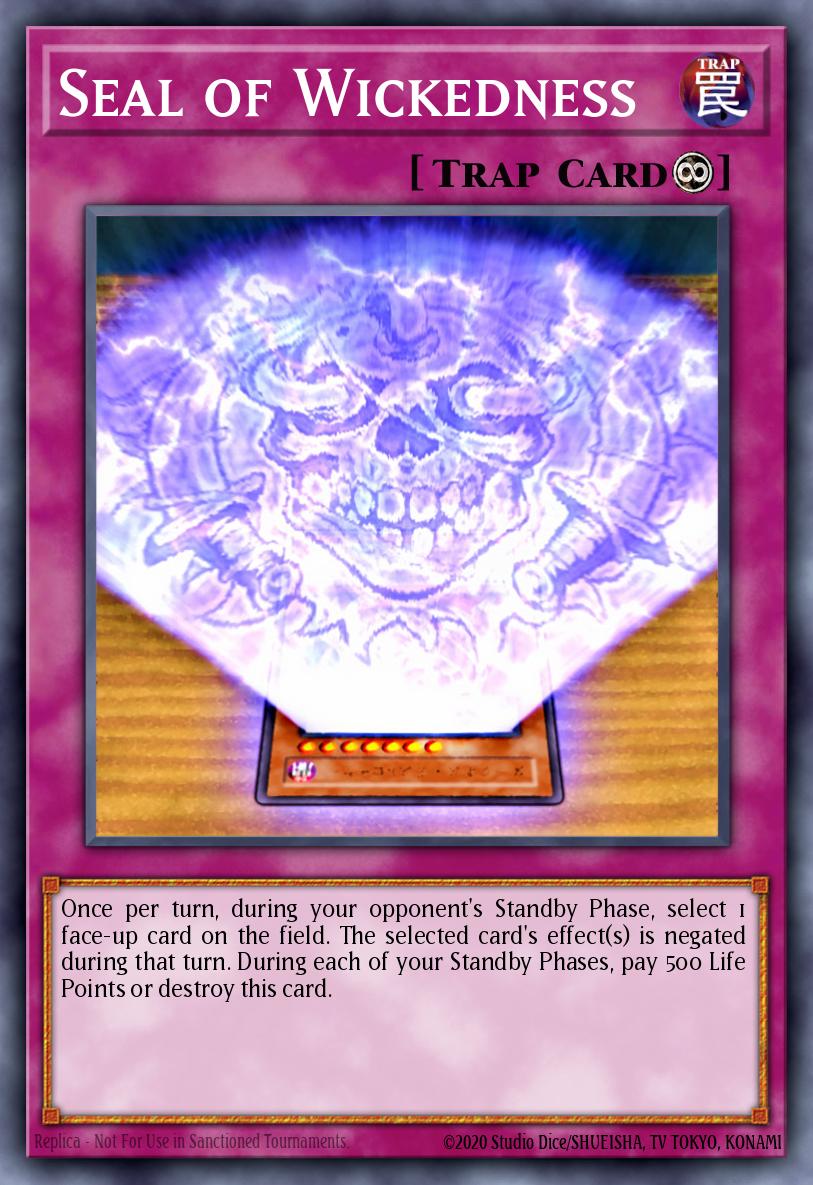 Seal of Wickedness
TRAP
罠
[ Trap Card ]
Once per turn, during your opponent's Standby Phase, select 1
face-up card on the field. The selected card's effect(s) is negated
during that turn. During each of your Standby Phases, pay 500 Life
Points or destroy this card.
Replica - Not For Use in Sanctioned Tournaments.
©2020 Studio Dice/SHUEISHA, TV TOKYO, KONAMI